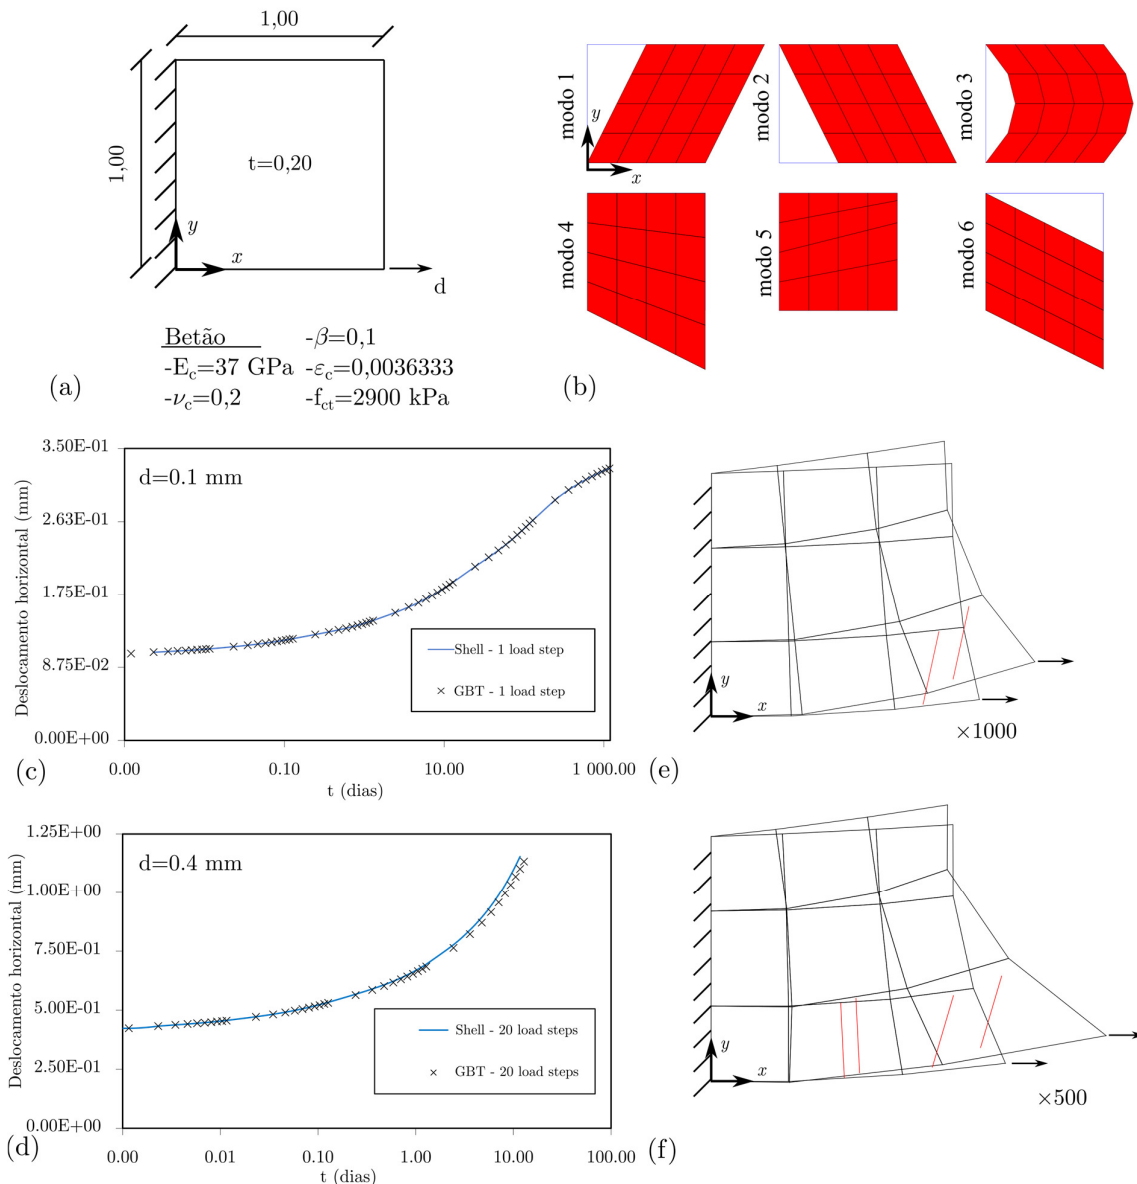 1,00
1,00
t=0,20
y
x
d
Betão
-β=0,1
-Ec=37 GPa
-εc=0,0036333
-νc=0,2
-fct=2900 kPa
(a)
modo 1
modo 2
modo 3
y
x
modo 4
modo 5
modo 6
(b)
3.50E-01
2.63E-01
1.75E-01
8.75E-02
0.00E+00
Deslocamento horizontal (mm)
d=0.1 mm
Shell - 1 load step
GBT - 1 load step
0.00
0.10
10.00
1 000.00
t (dias)
(c)
y
x
×1000
(e)
1.25E+00
1.00E+00
7.50E-01
5.00E-01
2.50E-01
0.00E+00
Deslocamento horizontal (mm)
d=0.4 mm
Shell - 20 load steps
GBT - 20 load steps
0.00
0.01
0.10
1.00
10.00
100.00
t (dias)
(d)
y
x
×500
(f)